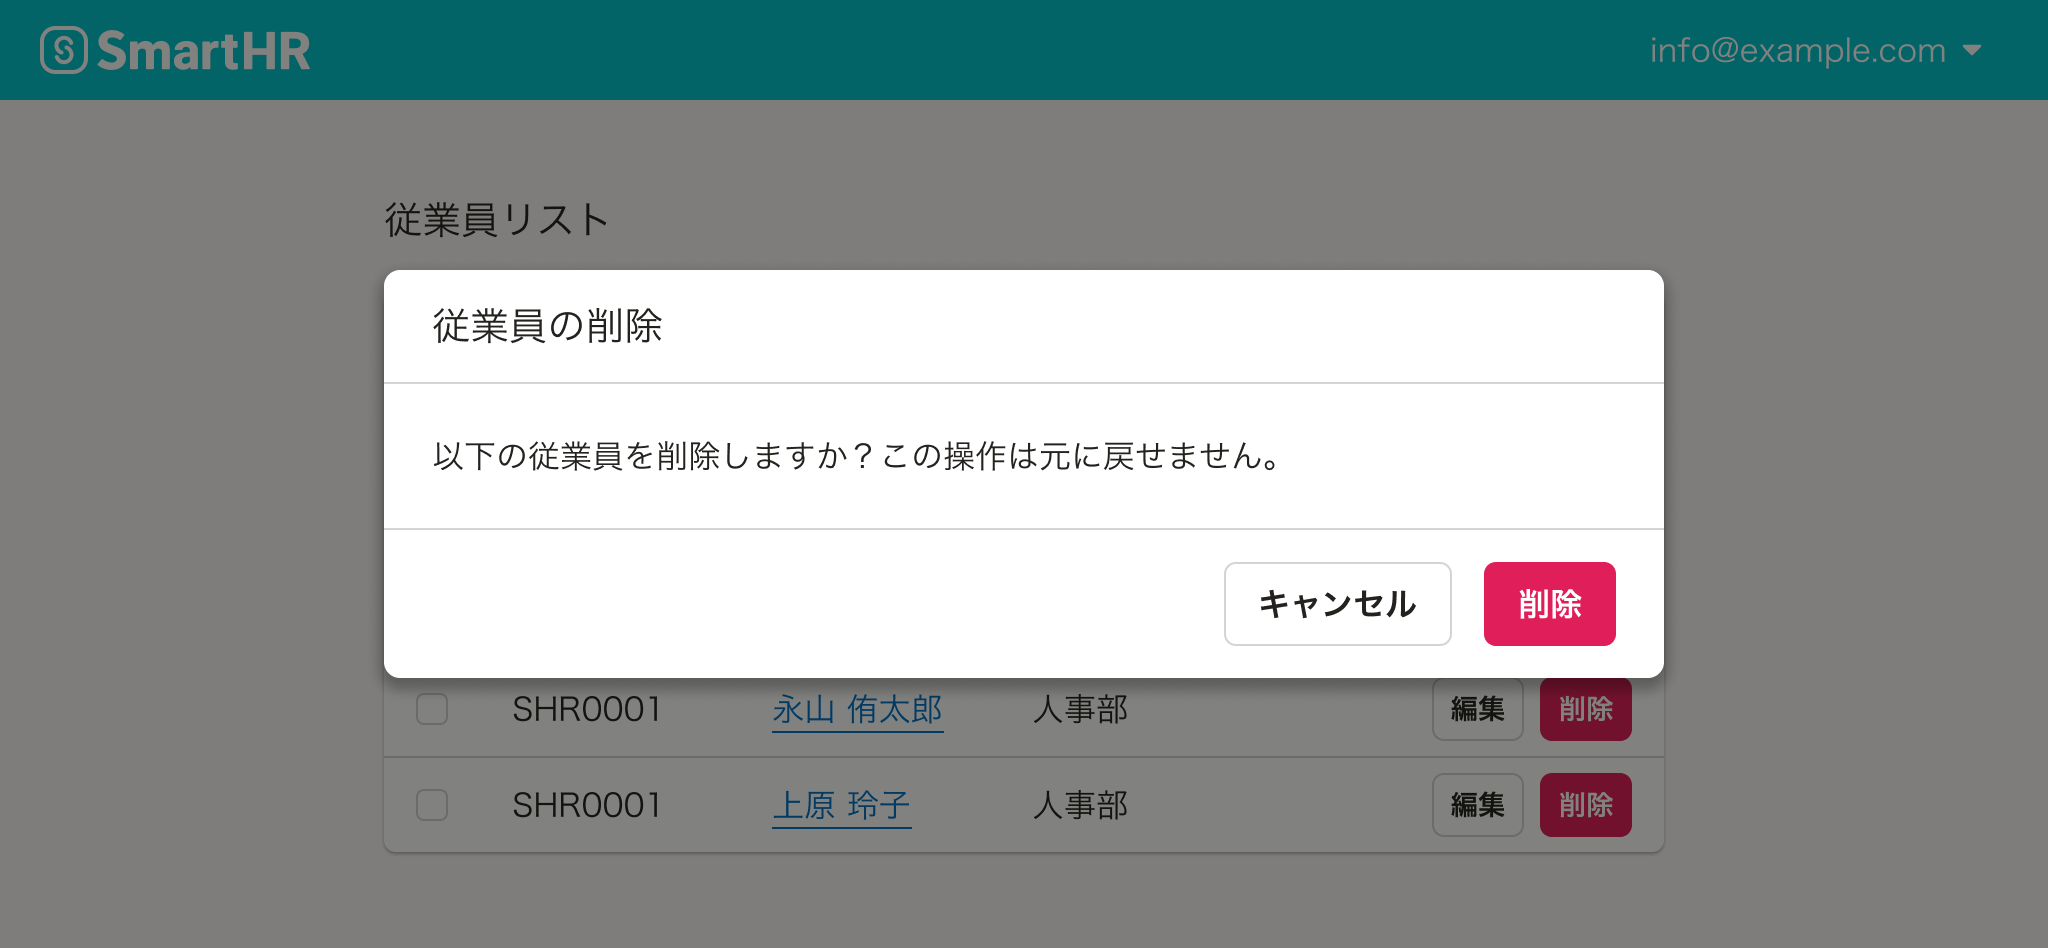 SmartHR
info@example.com
従業員リスト
従業員の削除
以下の従業員を削除しますか？この操作は元に戻せません。
キャンセル 削除
SHR0001 永山 侑太郎 人事部 編集 削除
SHR0001 上原 玲子 人事部 編集 削除